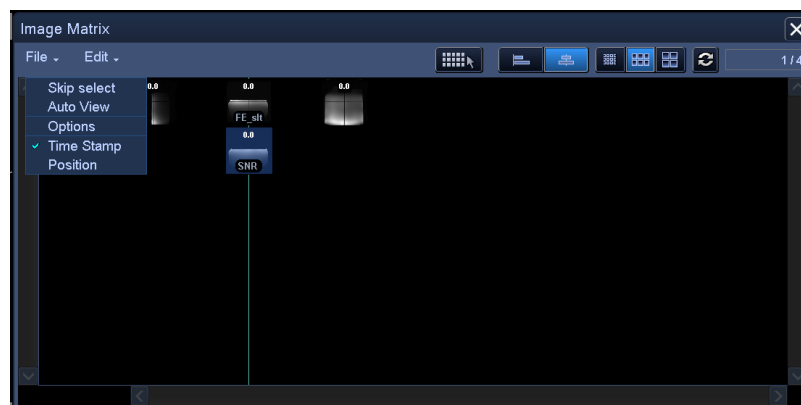 Image Matrix
File Edit
1/4
Skip select
Auto View
Options
Time Stamp
Position
0.0 0.0 0.0
FE_slt
0.0
SNR